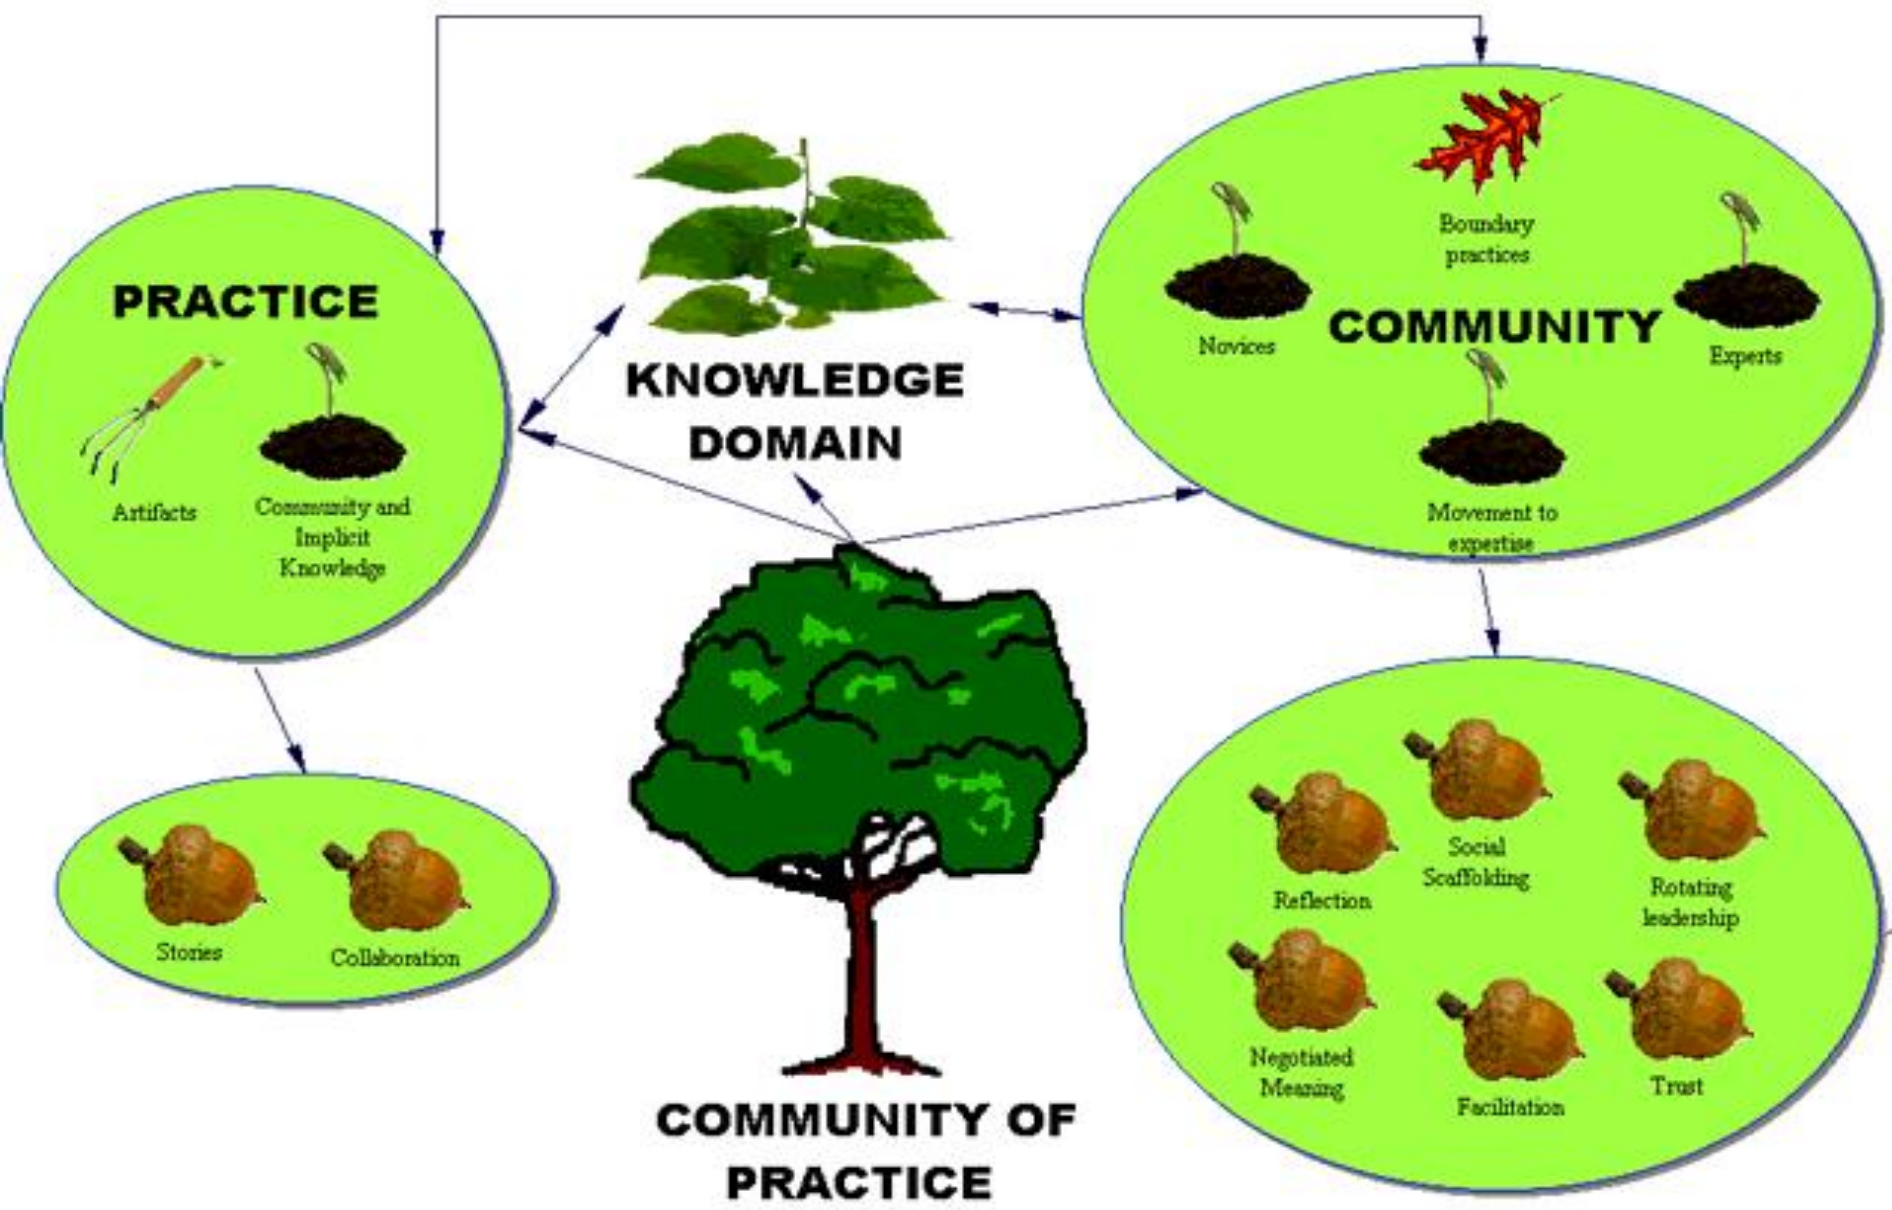 PRACTICE
Artifacts
Community and
Implicit
Knowledge
Stories
Collaboration
KNOWLEDGE
DOMAIN
COMMUNITY OF
PRACTICE
Boundary
practices
Novices
COMMUNITY
Experts
Movement to
expertise
Social
Scaffolding
Reflection
Rotating
leadership
Negotiated
Meaning
Facilitation
Trust